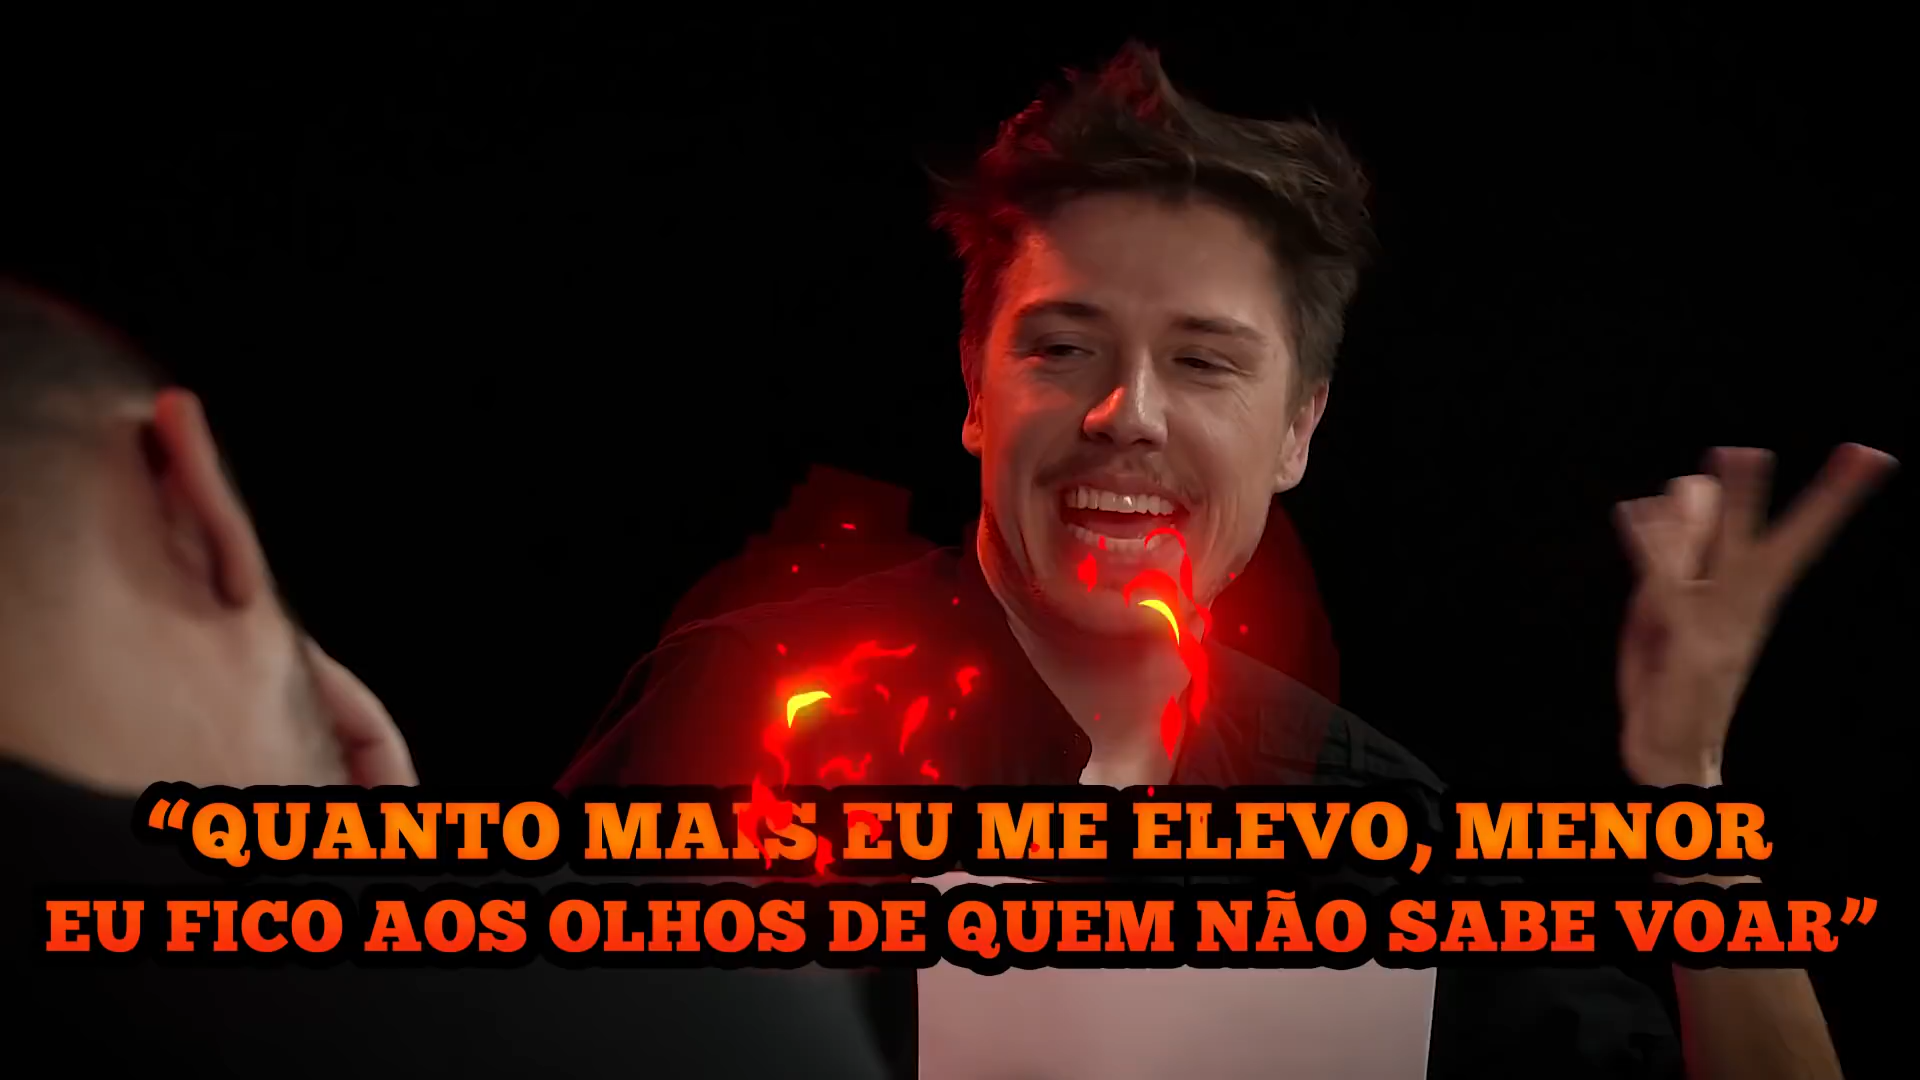 “QUANTO MAIS EU ME ELEVO, MENOR
EU FICO AOS OLHOS DE QUEM NÃO SABE VOAR”